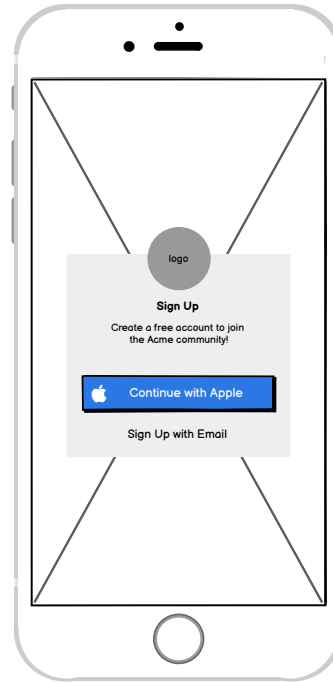 logo
Sign Up
Create a free account to join
the Acme community!
Continue with Apple
Sign Up with Email